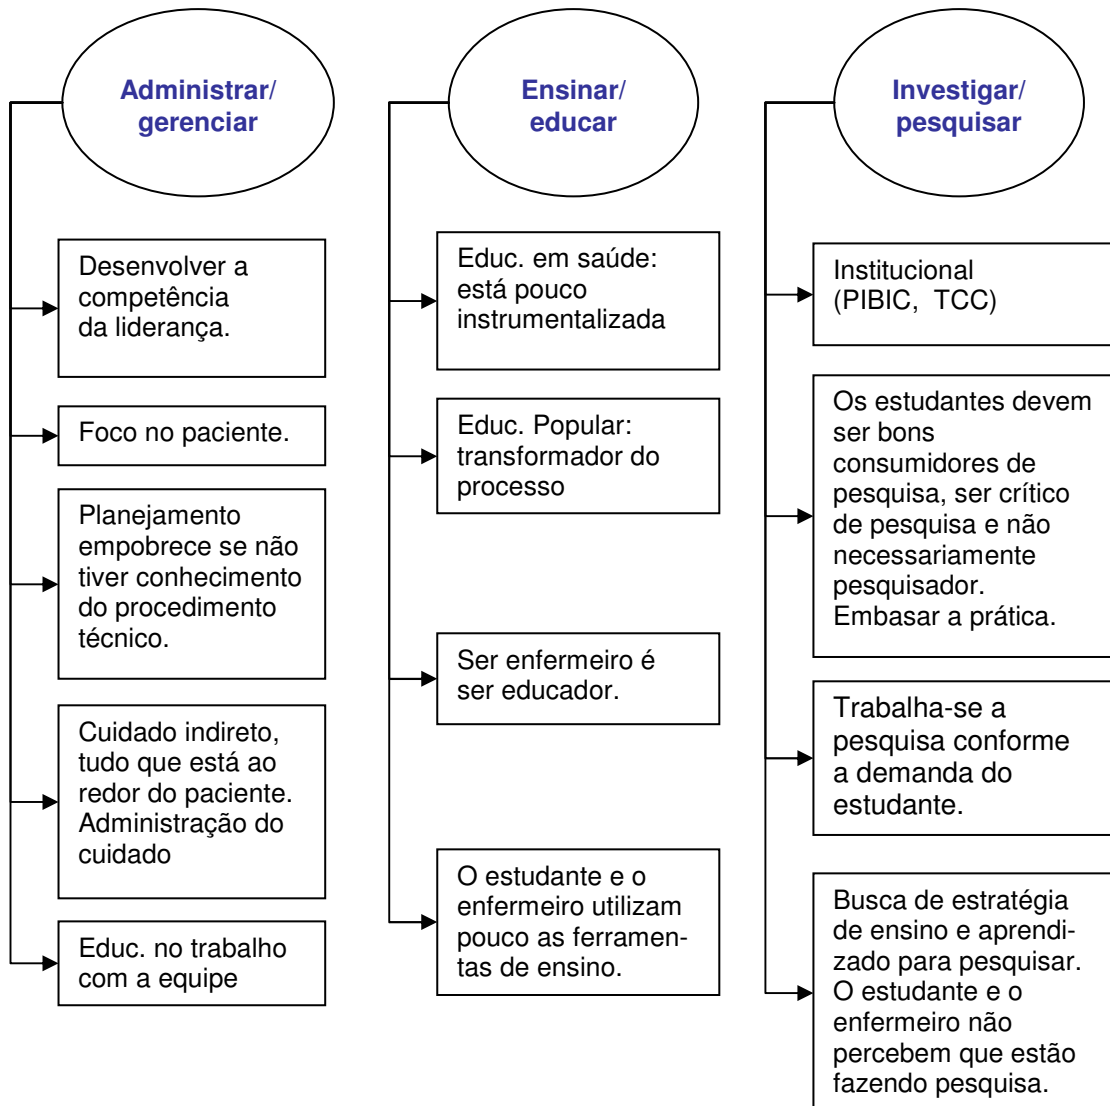 Administrar/
gerenciar
Desenvolver a
competência
da liderança.
Foco no paciente.
Planejamento
empobrece se não
tiver conhecimento
do procedimento
técnico.
Cuidado indireto,
tudo que está ao
redor do paciente.
Administração do
cuidado
Educ. no trabalho
com a equipe
Ensinar/
educar
Educ. em saúde:
está pouco
instrumentalizada
Educ. Popular:
transformador do
processo
Ser enfermeiro é
ser educador.
O estudante e o
enfermeiro utilizam
pouco as ferramen-
tas de ensino.
Investigar/
pesquisar
Institucional
(PIBIC, TCC)
Os estudantes devem
ser bons
consumidores de
pesquisa, ser crítico
de pesquisa e não
necessariamente
pesquisador.
Embasar a prática.
Trabalha-se a
pesquisa conforme
a demanda do
estudante.
Busca de estratégia
de ensino e aprendi-
zado para pesquisar.
O estudante e o
enfermeiro não
percebem que estão
fazendo pesquisa.